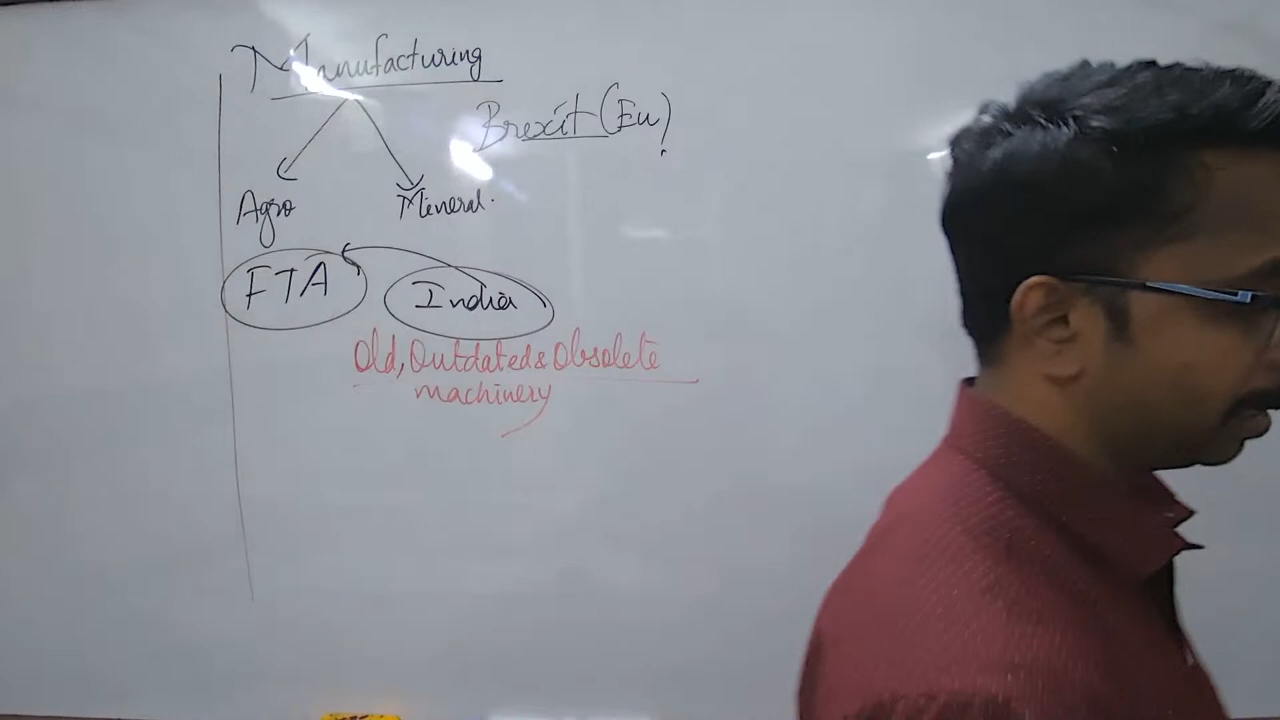 Manufacturing
Brexit (Eu)
Agro Mineral.
FTA India
Old, Outdated & Obsolete
machinery